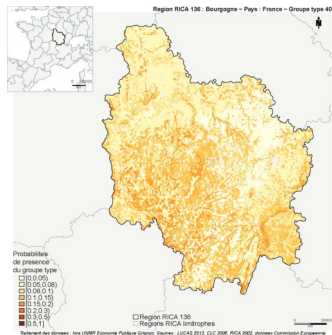 Region RICA 136 : Bourgogne − Pays : France − Groupe type 40
N
Probabilites
de presence
du groupe type
[0,0.05)
[0.05,0.08)
[0.08,0.1)
[0.1,0.15)
[0.15,0.2)
[0.2,0.3)
[0.3,0.5)
[0.5,1]
Region RICA 136
Regions RICA limitrophes
Traitement des donnees : Inra UMR Economie Publique Grignon. Sources : LUCAS 2012, CLC 2006, RICA 2002, donnees Commission Europeenne